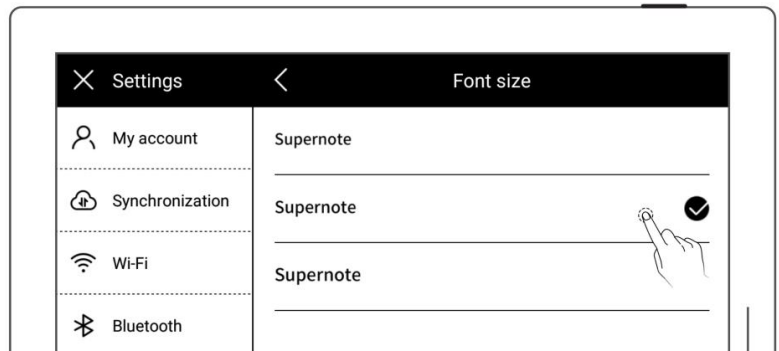 Settings
Font size
My account
Supernote
Synchronization
Supernote
Wi-Fi
Supernote
Bluetooth